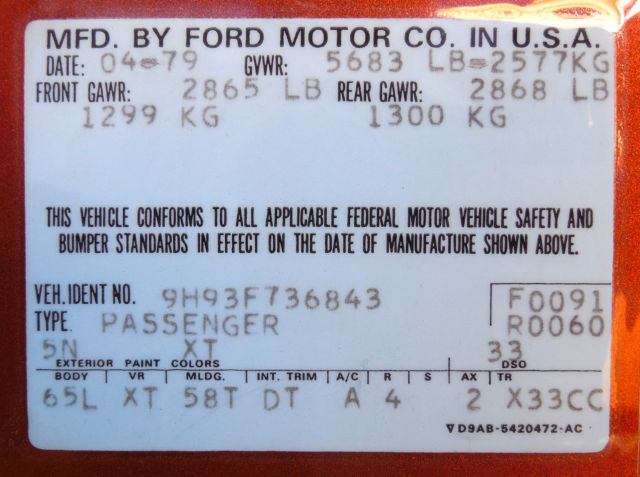 MFD. BY FORD MOTOR CO. IN U.S.A.
DATE: 04-79 GVWR: 5683 LB-2577KG
FRONT GAWR: 2865 LB REAR GAWR: 2868 LB
1299 KG 1300 KG
THIS VEHICLE CONFORMS TO ALL APPLICABLE FEDERAL MOTOR VEHICLE SAFETY AND
BUMPER STANDARDS IN EFFECT ON THE DATE OF MANUFACTURE SHOWN ABOVE.
VEH. IDENT NO. 9H93F736843 F0091
TYPE PASSENGER R0060
5N XT 33
EXTERIOR PAINT COLORS DSO
BODY VR MLDG. INT. TRIM A/C R S AX TR
65L XT 58T DT A 4 2 X33CC
D9AB-5420472-AC